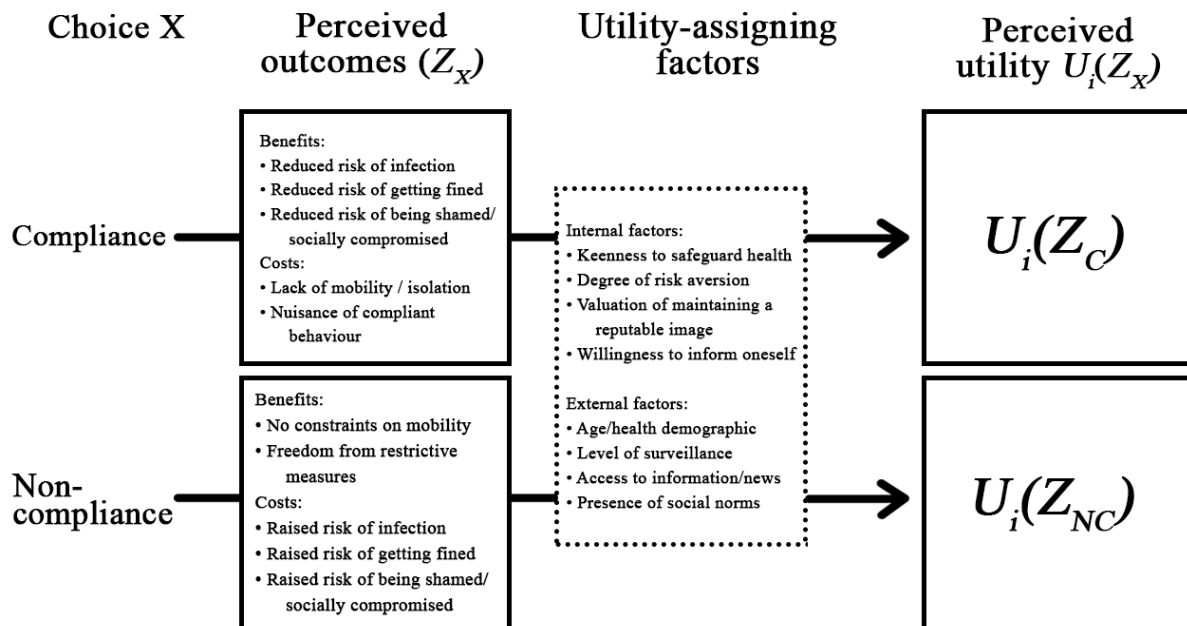 Choice X
Perceived
outcomes (Z_X)
Utility-assigning
factors
Perceived
utility U_i(Z_X)
Compliance
Benefits:
• Reduced risk of infection
• Reduced risk of getting fined
• Reduced risk of being shamed/
socially compromised
Costs:
• Lack of mobility / isolation
• Nuisance of compliant
behaviour
Internal factors:
• Keenness to safeguard health
• Degree of risk aversion
• Valuation of maintaining a
reputable image
• Willingness to inform oneself
External factors:
• Age/health demographic
• Level of surveillance
• Access to information/news
• Presence of social norms
U_i(Z_C)
Non-
compliance
Benefits:
• No constraints on mobility
• Freedom from restrictive
measures
Costs:
• Raised risk of infection
• Raised risk of getting fined
• Raised risk of being shamed/
socially compromised
U_i(Z_NC)